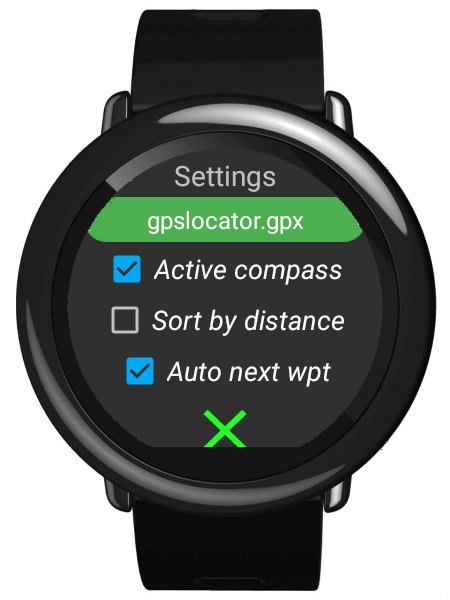 Settings
gpslocator.gpx
Active compass
Sort by distance
Auto next wpt